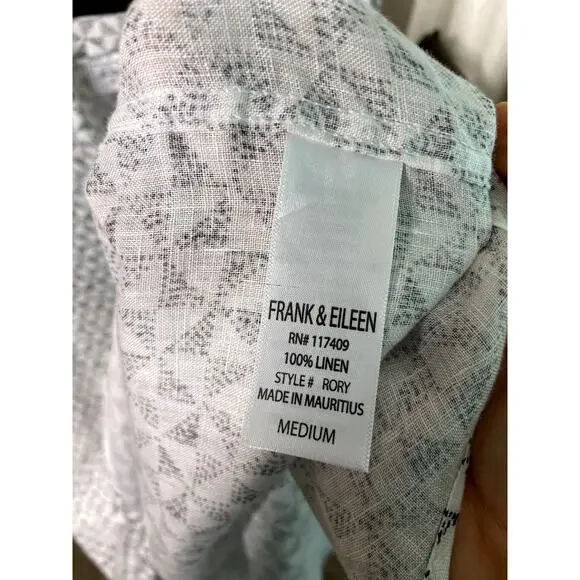 FRANK & EILEEN
RN# 117409
100% LINEN
STYLE # RORY
MADE IN MAURITIUS
MEDIUM